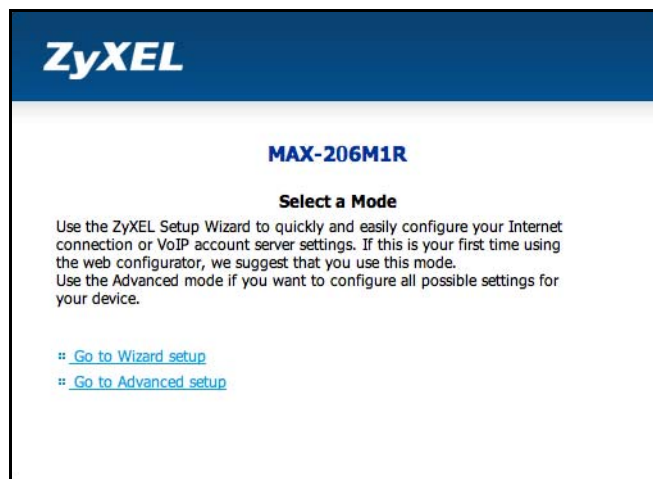 ZyXEL
MAX-206M1R
Select a Mode
Use the ZyXEL Setup Wizard to quickly and easily configure your Internet
connection or VoIP account server settings. If this is your first time using
the web configurator, we suggest that you use this mode.
Use the Advanced mode if you want to configure all possible settings for
your device.
Go to Wizard setup
Go to Advanced setup